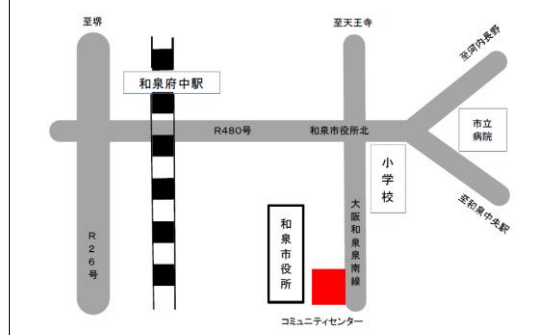 至堺
至天王寺
至河内長野
和泉府中駅
R480号
和泉市役所北
市立
病院
小学校
至和泉中央駅
R26号
大阪和泉泉南線
和泉市役所
コミュニティセンター